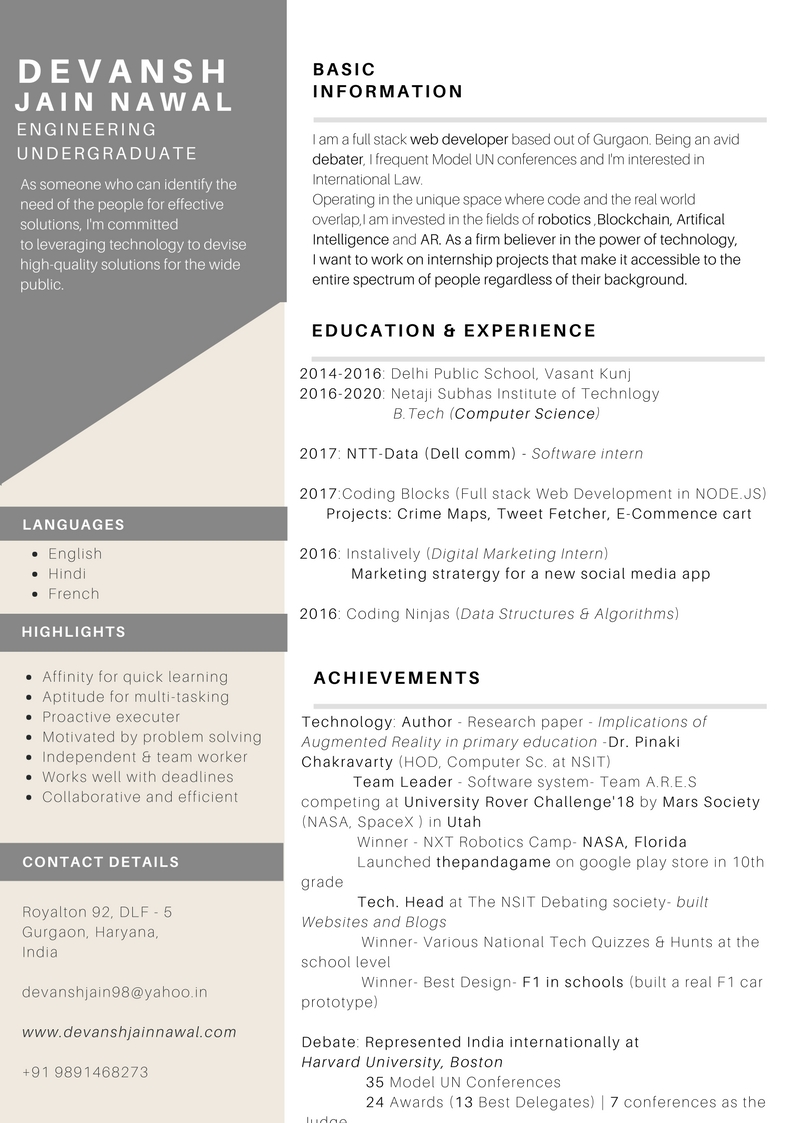 DEVANSH
JAIN NAWAL
ENGINEERING
UNDERGRADUATE
As someone who can identify the
need of the people for effective
solutions, I'm committed
to leveraging technology to devise
high-quality solutions for the wide
public.
LANGUAGES
English
Hindi
French
HIGHLIGHTS
Affinity for quick learning
Aptitude for multi-tasking
Proactive executer
Motivated by problem solving
Independent & team worker
Works well with deadlines
Collaborative and efficient
CONTACT DETAILS
Royalton 92, DLF - 5
Gurgaon, Haryana,
India
devanshjain98@yahoo.in
www.devanshjainnawal.com
+91 9891468273
BASIC
INFORMATION
I am a full stack web developer based out of Gurgaon. Being an avid
debater, I frequent Model UN conferences and I'm interested in
International Law.
Operating in the unique space where code and the real world
overlap,I am invested in the fields of robotics ,Blockchain, Artifical
Intelligence and AR. As a firm believer in the power of technology,
I want to work on internship projects that make it accessible to the
entire spectrum of people regardless of their background.
EDUCATION & EXPERIENCE
2014-2016: Delhi Public School, Vasant Kunj
2016-2020: Netaji Subhas Institute of Technlogy
B.Tech (Computer Science)
2017: NTT-Data (Dell comm) - Software intern
2017:Coding Blocks (Full stack Web Development in NODE.JS)
Projects: Crime Maps, Tweet Fetcher, E-Commence cart
2016: Instalively (Digital Marketing Intern)
Marketing stratergy for a new social media app
2016: Coding Ninjas (Data Structures & Algorithms)
ACHIEVEMENTS
Technology: Author - Research paper - Implications of
Augmented Reality in primary education -Dr. Pinaki
Chakravarty (HOD, Computer Sc. at NSIT)
Team Leader - Software system- Team A.R.E.S
competing at University Rover Challenge'18 by Mars Society
(NASA, SpaceX ) in Utah
Winner - NXT Robotics Camp- NASA, Florida
Launched thepandagame on google play store in 10th
grade
Tech. Head at The NSIT Debating society- built
Websites and Blogs
Winner- Various National Tech Quizzes & Hunts at the
school level
Winner- Best Design- F1 in schools (built a real F1 car
prototype)
Debate: Represented India internationally at
Harvard University, Boston
35 Model UN Conferences
24 Awards (13 Best Delegates) | 7 conferences as the
Judge